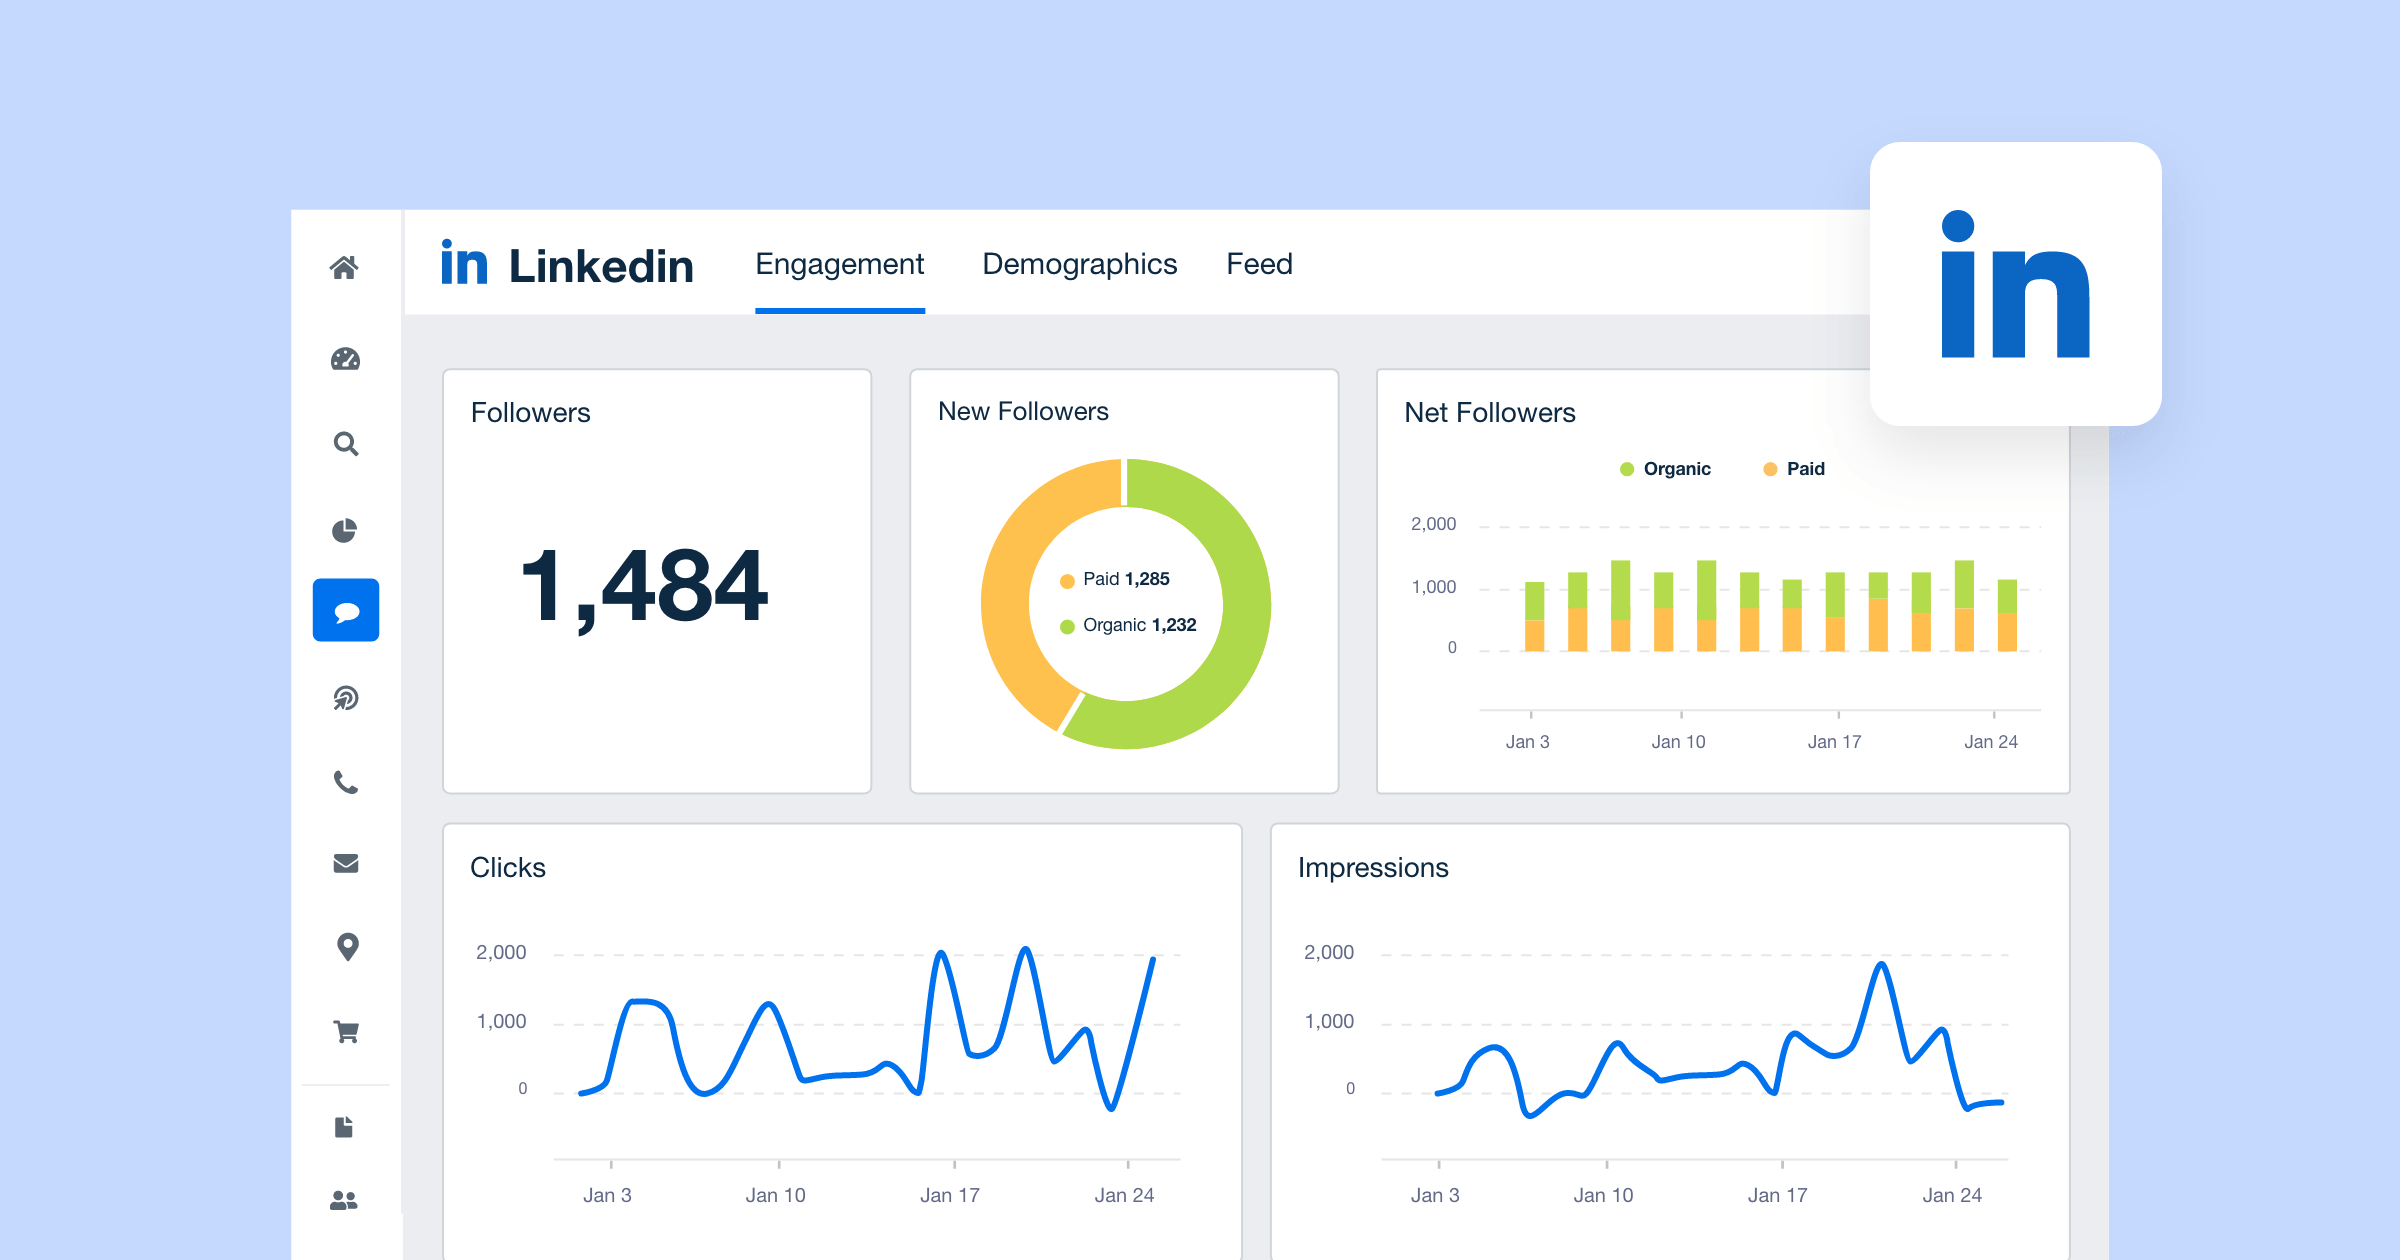 in Linkedin Engagement Demographics Feed
in
Followers
1,484
New Followers
Paid 1,285
Organic 1,232
Net Followers
Organic Paid
2,000
1,000
0
Jan 3 Jan 10 Jan 17 Jan 24
Clicks
2,000
1,000
0
Jan 3 Jan 10 Jan 17 Jan 24
Impressions
2,000
1,000
0
Jan 3 Jan 10 Jan 17 Jan 24